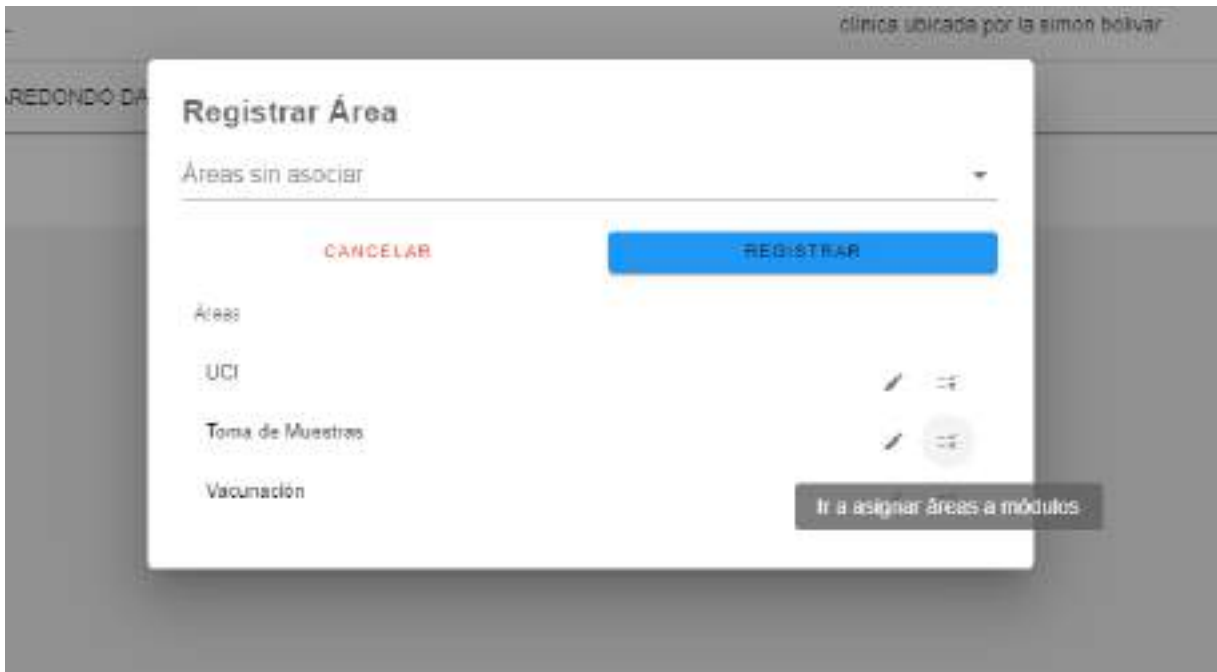 clinica ubicada por la simon bolivar
AREDONDO DA
Registrar Área
Áreas sin asociar
CANCELAR
REGISTRAR
Áreas
UCI
Toma de Muestras
Vacunación
Ir a asignar áreas a módulos